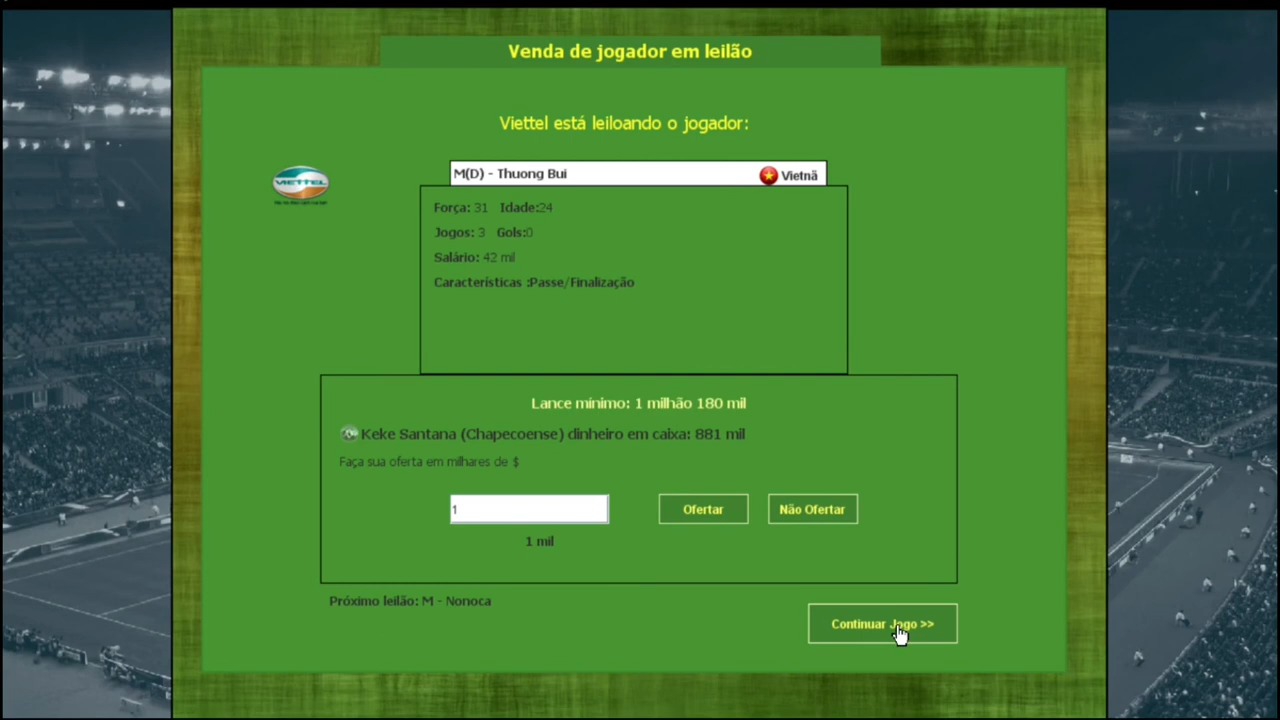 Venda de jogador em leilão
Viettel está leiloando o jogador:
VIETTEL
M(D) - Thuong Bui
Vietnã
Força: 31 Idade:24
Jogos: 3 Gols:0
Salário: 42 mil
Características :Passe/Finalização
Lance mínimo: 1 milhão 180 mil
Keke Santana (Chapecoense) dinheiro em caixa: 881 mil
Faça sua oferta em milhares de $
1
Ofertar
Não Ofertar
1 mil
Próximo leilão: M - Nonoca
Continuar Jogo >>